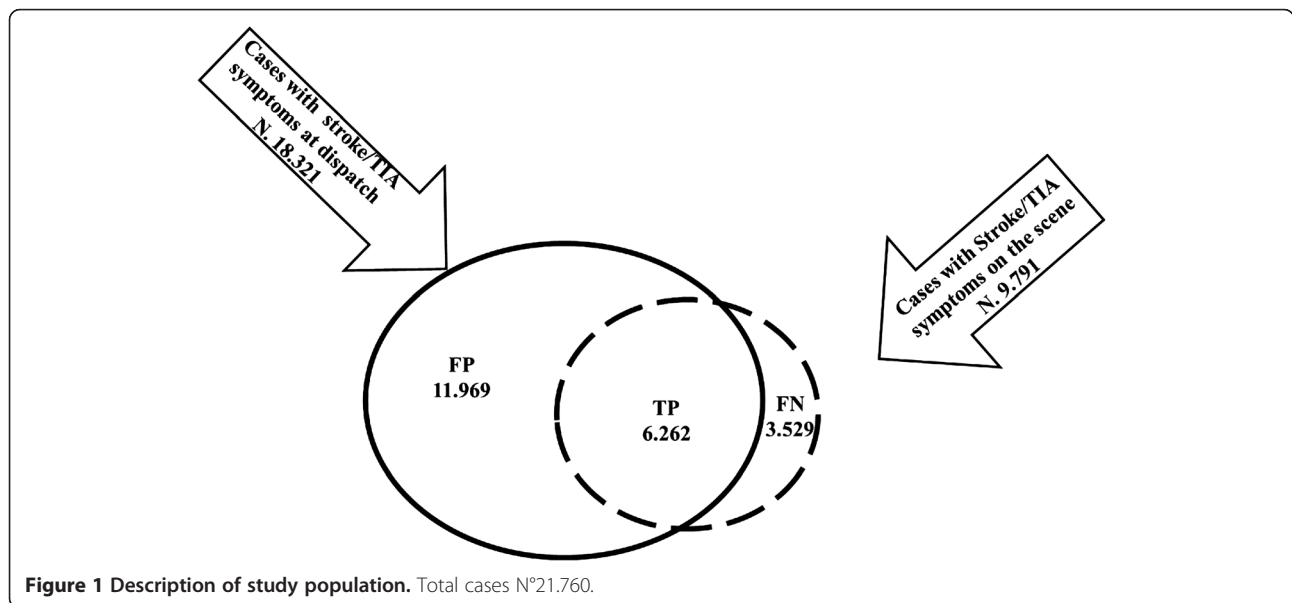 Cases with stroke/TIA
symptoms at dispatch
N. 18.321
Cases with Stroke/TIA
symptoms on the scene
N. 9.791
FP
11.969
TP
6.262
FN
3.529
Figure 1 Description of study population. Total cases N°21.760.